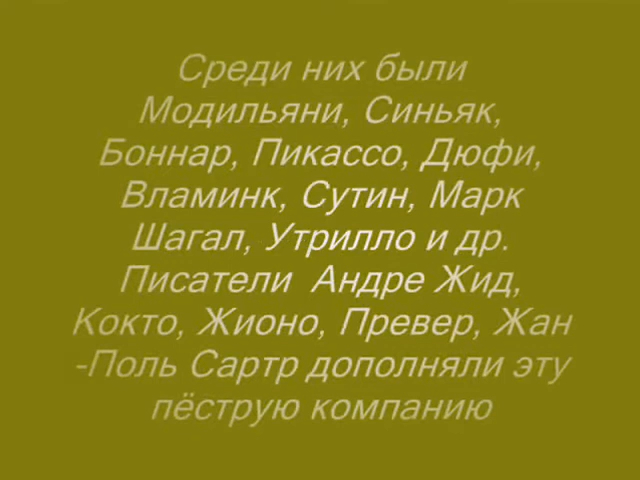 Среди них были
Модильяни, Синьяк,
Боннар, Пикассо, Дюфи,
Вламинк, Сутин, Марк
Шагал, Утрилло и др.
Писатели  Андре Жид,
Кокто, Жионо, Превер, Жан
-Поль Сартр дополняли эту
пёструю компанию